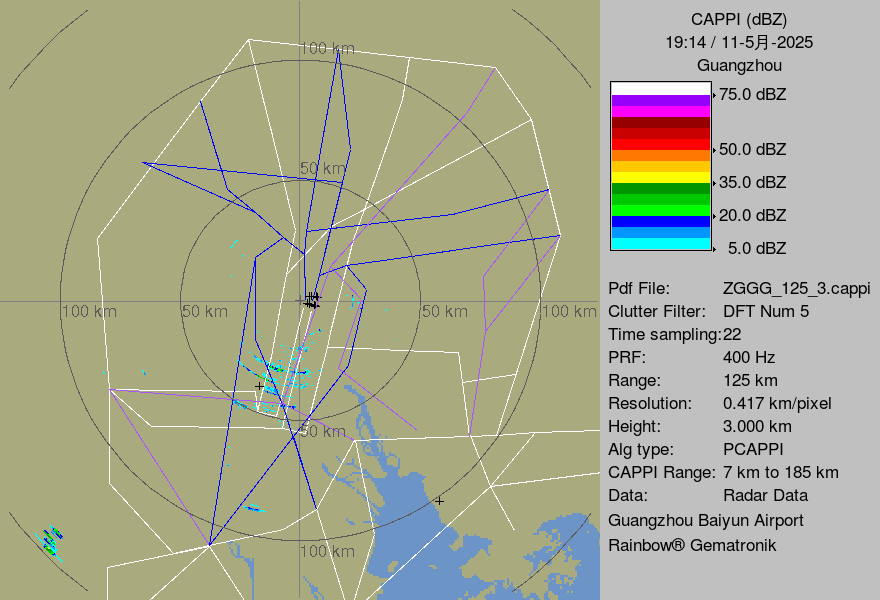 100 km
50 km
100 km
50 km
50 km
100 km
50 km
100 km
CAPPI (dBZ)
19:14 / 11-5月-2025
Guangzhou
75.0 dBZ
50.0 dBZ
35.0 dBZ
20.0 dBZ
5.0 dBZ
Pdf File: ZGGG_125_3.cappi
Clutter Filter: DFT Num 5
Time sampling:22
PRF: 400 Hz
Range: 125 km
Resolution: 0.417 km/pixel
Height: 3.000 km
Alg type: PCAPPI
CAPPI Range: 7 km to 185 km
Data: Radar Data
Guangzhou Baiyun Airport
Rainbow® Gematronik